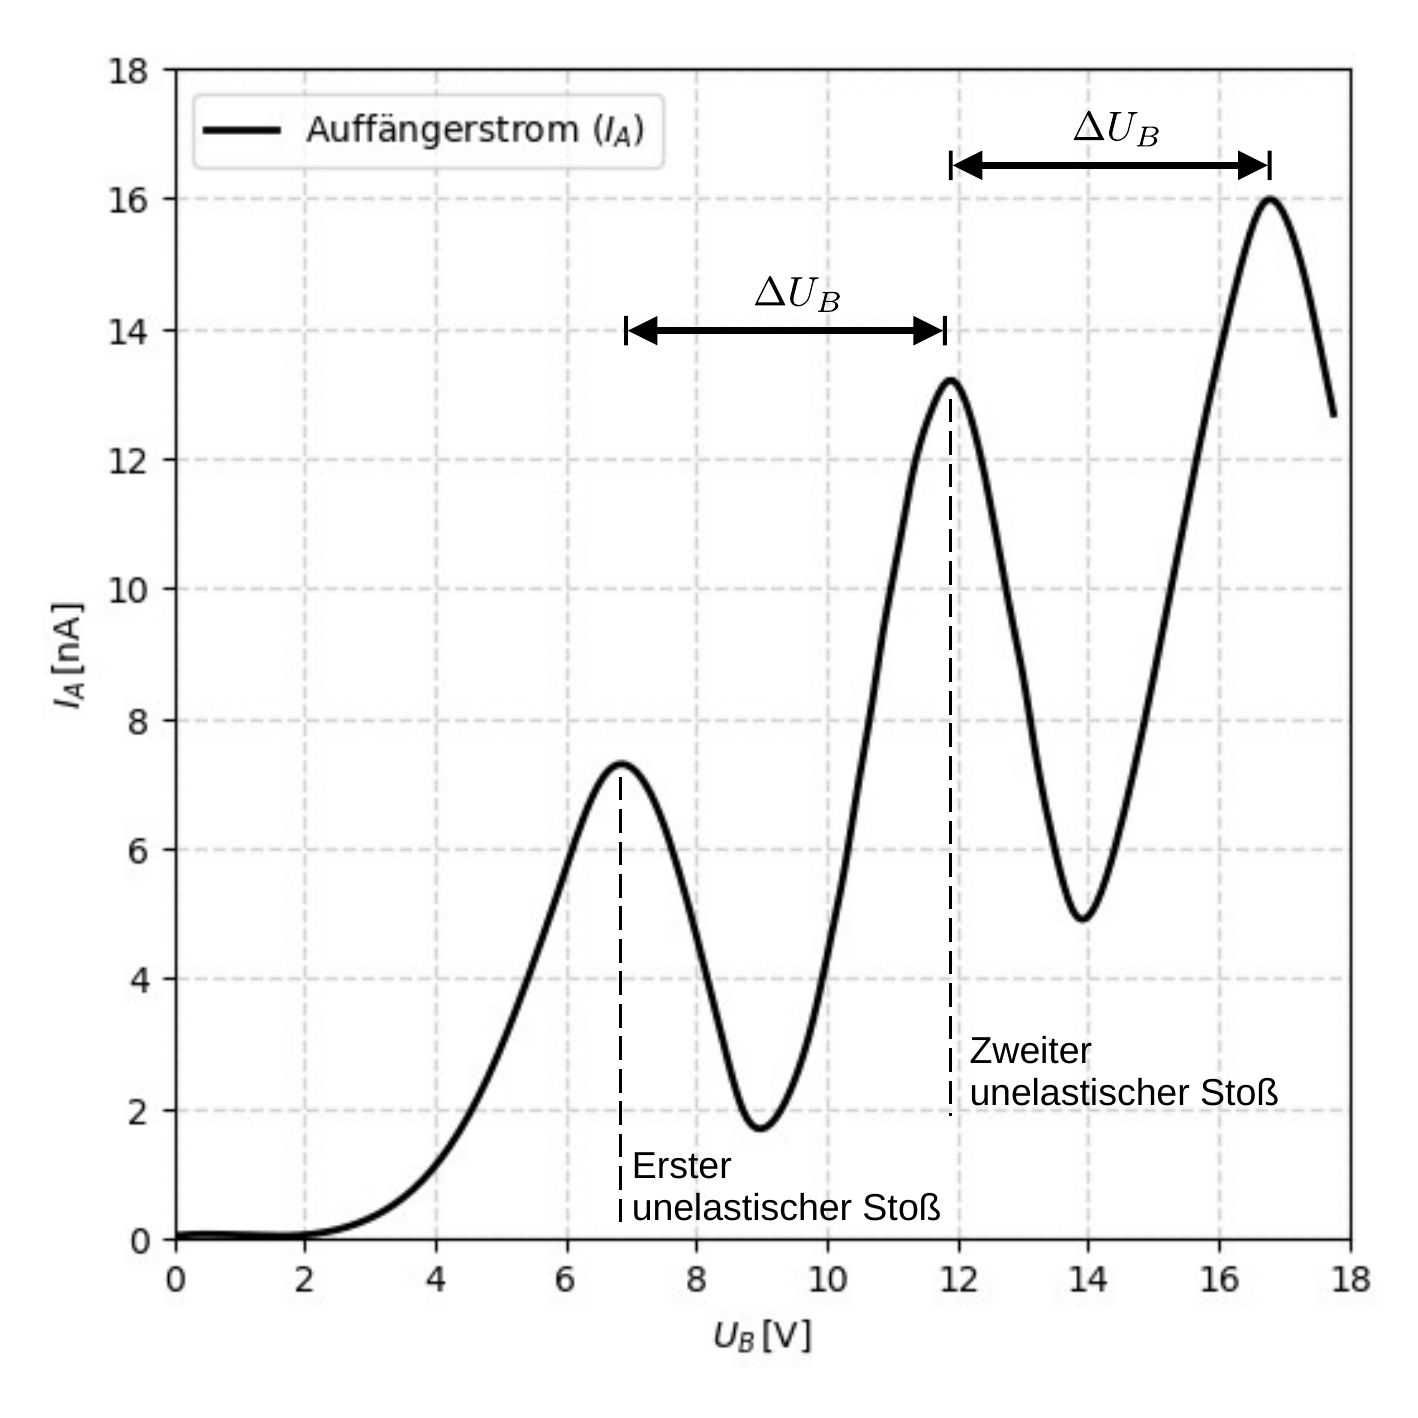 18
Auffängerstrom (I_A)
ΔU_B
16
ΔU_B
14
12
10
I_A [nA]
8
6
4
Zweiter
unelastischer Stoß
2
Erster
unelastischer Stoß
0
0 2 4 6 8 10 12 14 16 18
U_B [V]